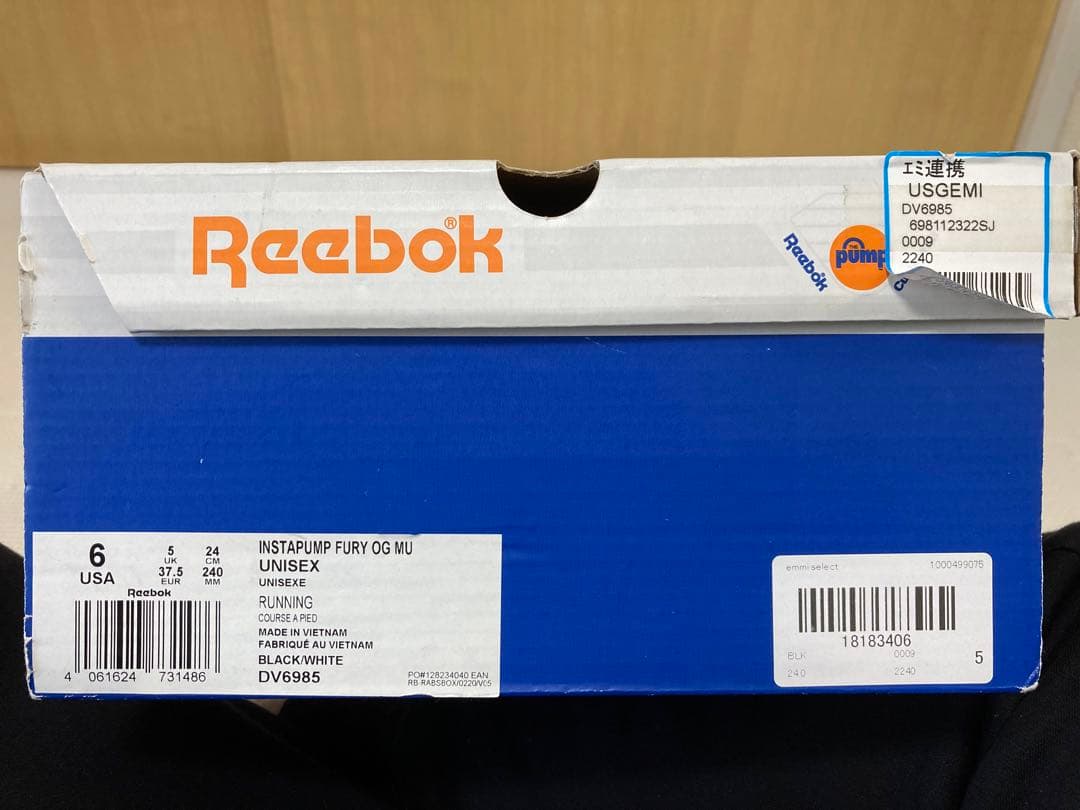 Reebok®
Reebok
pump
エミ連携
USGEMI
DV6985
698112322SJ
0009
2240
6
USA
5
UK
37.5
EUR
24
CM
240
MM
Reebok
4 061624 731486
INSTAPUMP FURY OG MU
UNISEX
UNISEXE
RUNNING
COURSE A PIED
MADE IN VIETNAM
FABRIQUÉ AU VIETNAM
BLACK/WHITE
DV6985
PO#128234040 EAN
RB-RABSBOX/0220/V05
emmi select 1000499075
18183406
BLK 0009
5
240 2240